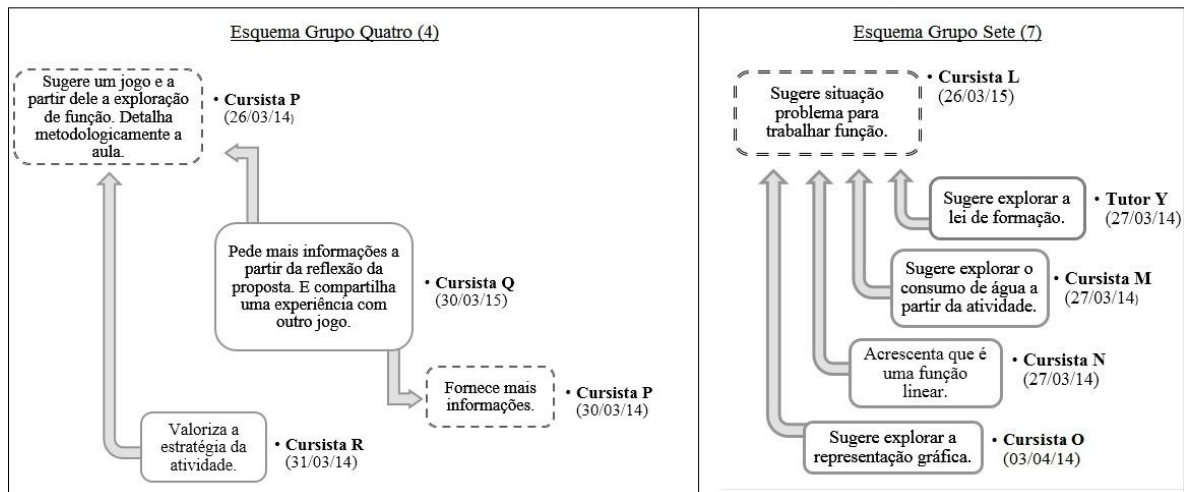 Esquema Grupo Quatro (4)
Sugere um jogo e a
partir dele a exploração
de função. Detalha
metodologicamente a
aula.
• Cursista P
(26/03/14)
Pede mais informações a
partir da reflexão da
proposta. E compartilha
uma experiência com
outro jogo.
• Cursista Q
(30/03/15)
Fornece mais
informações.
• Cursista P
(30/03/14)
Valoriza a
estratégia da
atividade.
• Cursista R
(31/03/14)
Esquema Grupo Sete (7)
Sugere situação
problema para
trabalhar função.
• Cursista L
(26/03/15)
Sugere explorar a
lei de formação.
• Tutor Y
(27/03/14)
Sugere explorar o
consumo de água a
partir da atividade.
• Cursista M
(27/03/14)
Acrescenta que é
uma função
linear.
• Cursista N
(27/03/14)
Sugere explorar a
representação gráfica.
• Cursista O
(03/04/14)